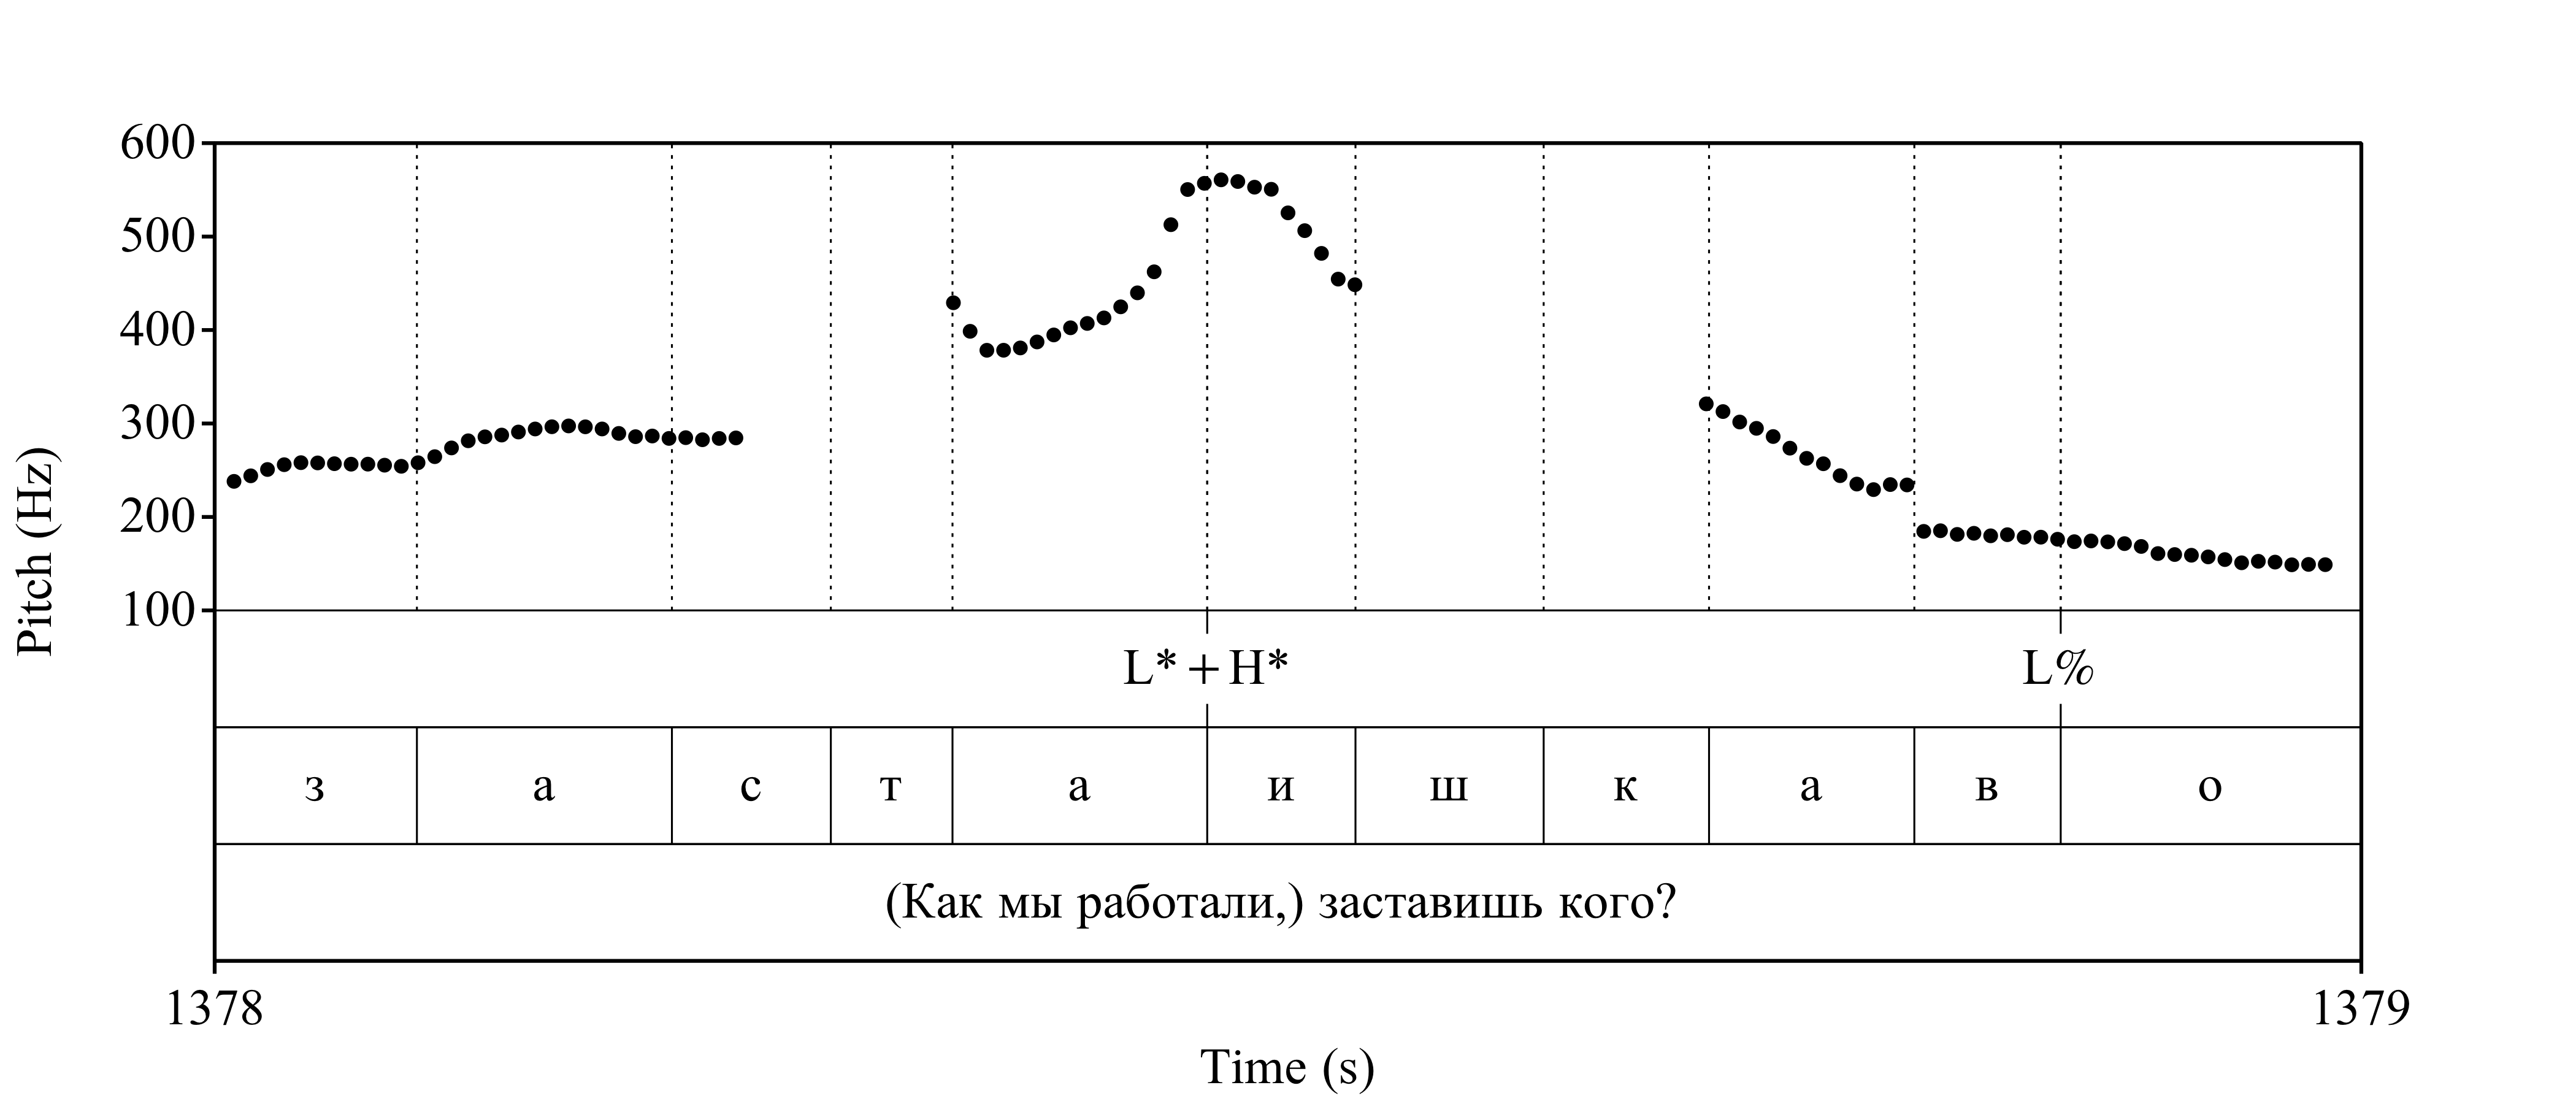 600
500
400
300
200
100
Pitch (Hz)
L*+H* L%
з а с т а и ш к а в о
(Как мы работали,) заставишь кого?
1378 1379
Time (s)